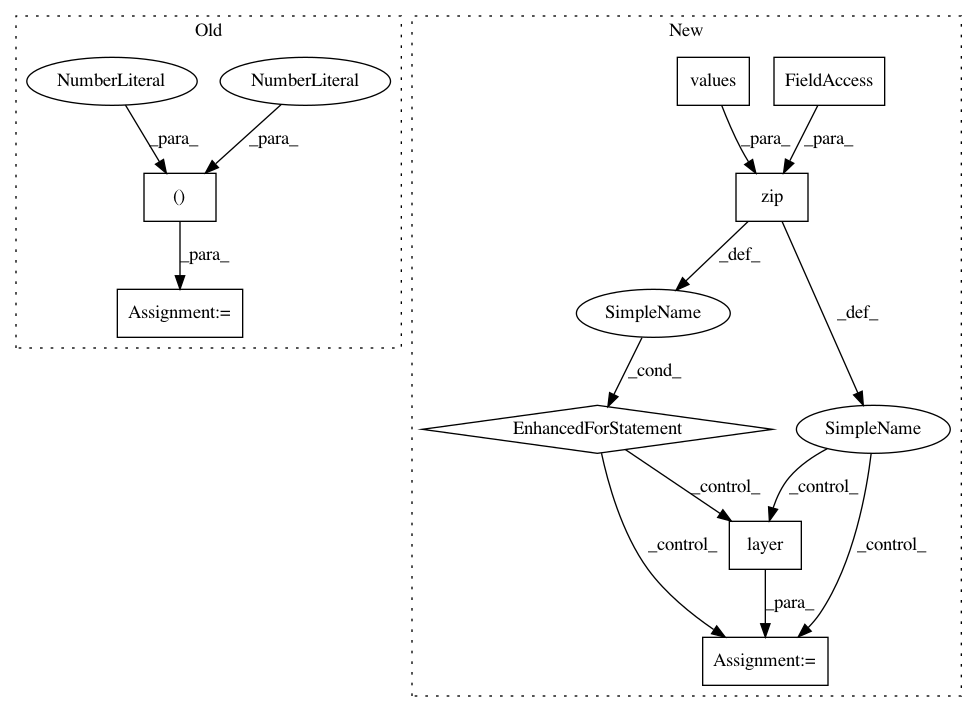 Old
New
NumberLiteral
NumberLiteral
values
FieldAccess
_para_
_para_
_para_
_para_
()
zip
_para_
_def_
_def_
Assignment:=
SimpleName
_cond_
EnhancedForStatement
SimpleName
_control_
_control_
_control_
_control_
layer
_para_
Assignment:=